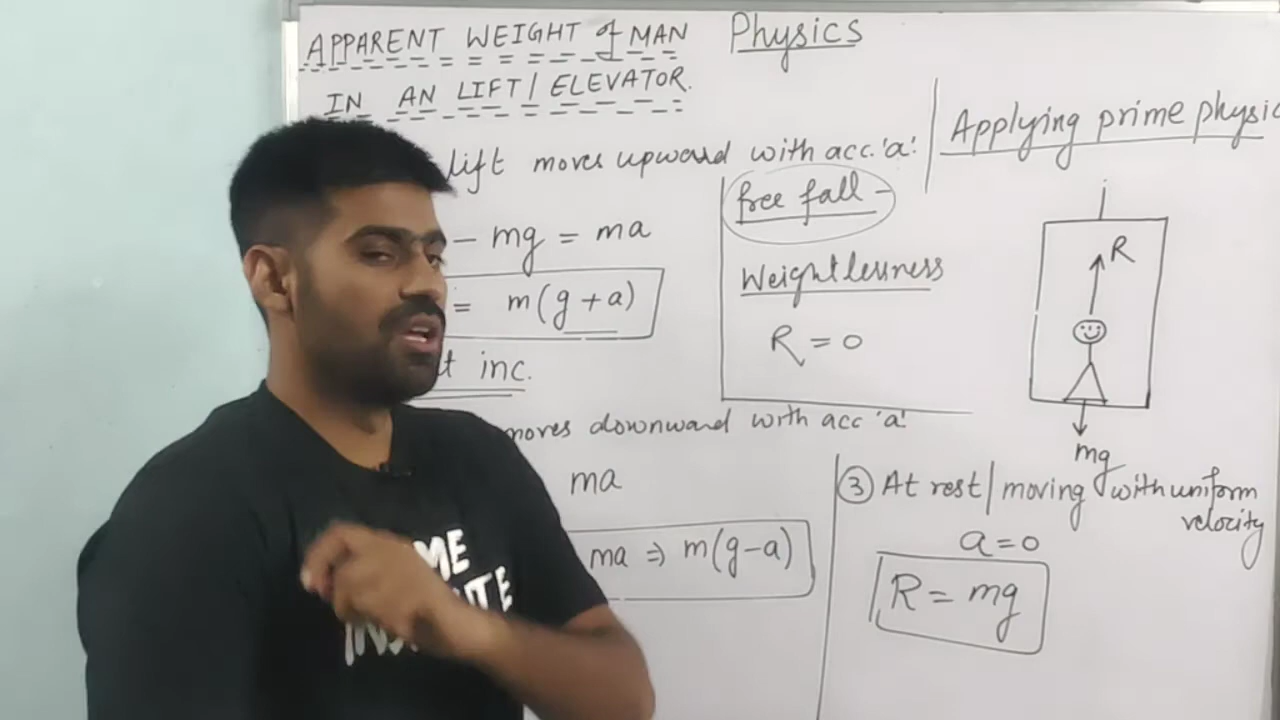 APPARENT WEIGHT of MAN
IN AN LIFT/ELEVATOR.
Physics
Applying prime physic
lift moves upward with acc. 'a'.
- mg = ma
= m(g+a)
inc.
free fall -
Weightlessness
R = 0
R
mg
moves downward with acc 'a'.
ma
ma ⇒ m(g-a)
③ At rest/moving with uniform
velocity
a=0
R = mg